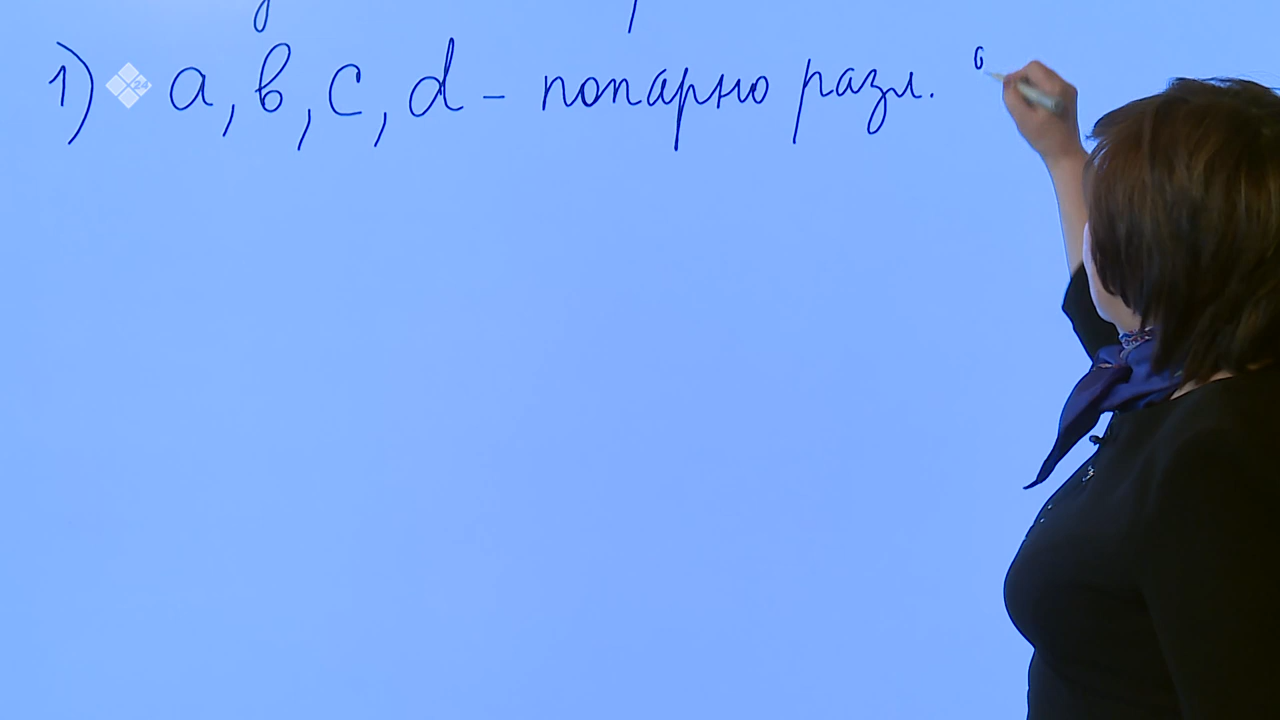 1) a, b, c, d – попарно разл.